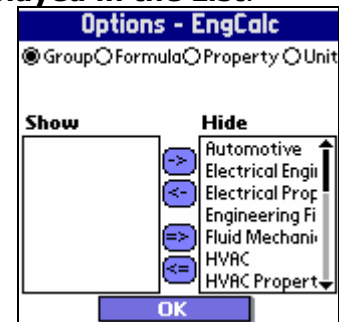 Options - EngCalc
Group Formula Property Unit
Show Hide
Automotive
->
Electrical Engi
<-
Electrical Prop
Engineering Fi
=>
Fluid Mechani
HVAC
<=
HVAC Propert
OK